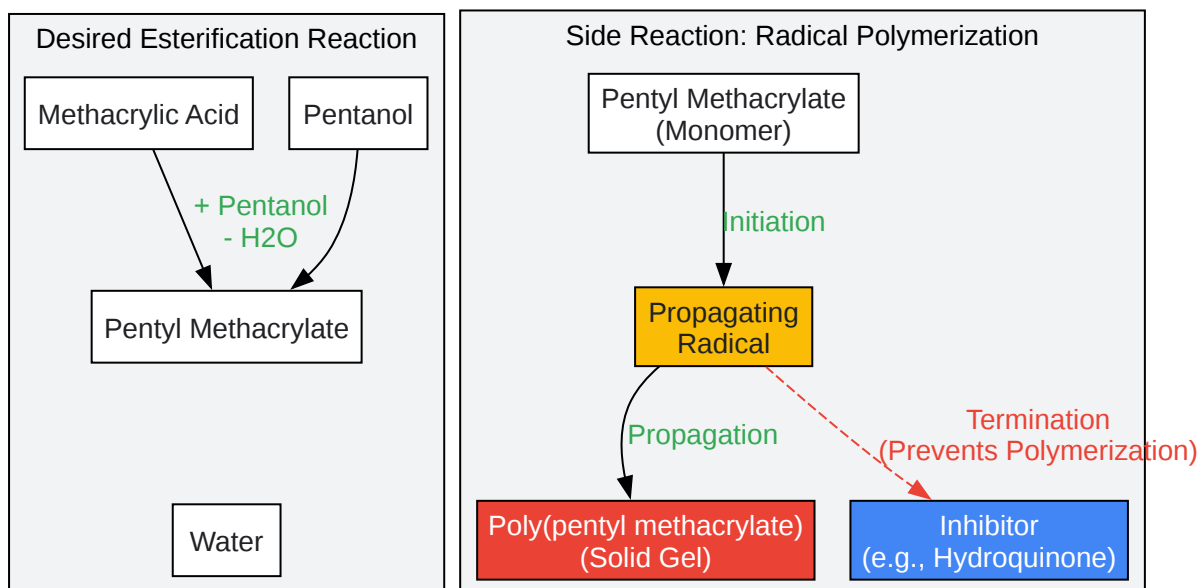 Desired Esterification Reaction
Methacrylic Acid
Pentanol
+ Pentanol
- H2O
Pentyl Methacrylate
Water
Side Reaction: Radical Polymerization
Pentyl Methacrylate
(Monomer)
Initiation
Propagating
Radical
Propagation
Termination
(Prevents Polymerization)
Poly(pentyl methacrylate)
(Solid Gel)
Inhibitor
(e.g., Hydroquinone)